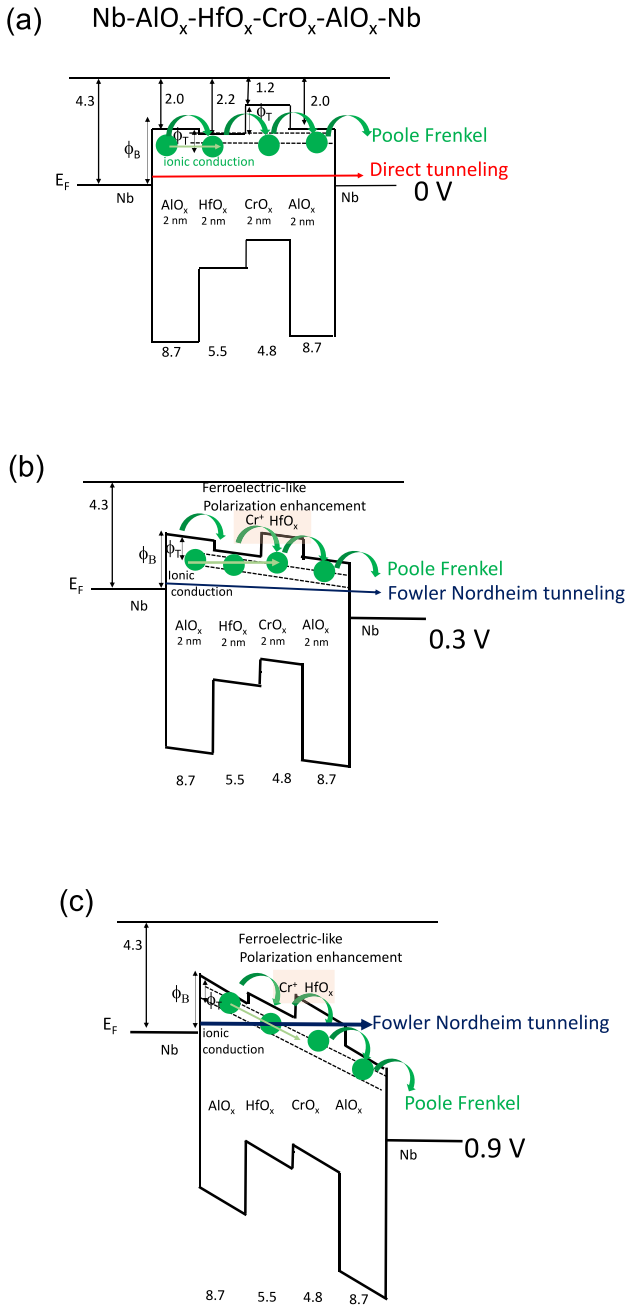 (a) Nb-AlOx-HfOx-CrOx-AlOx-Nb
4.3 2.0 2.2 1.2 2.0
ϕT
ϕB ϕT Poole Frenkel
ionic conduction
Direct tunneling
EF 0 V
Nb Nb
AlOx HfOx CrOx AlOx
2 nm 2 nm 2 nm 2 nm
8.7 5.5 4.8 8.7
(b)
4.3 Ferroelectric-like
Polarization enhancement
Cr+ HfOx
ϕB ϕT
Poole Frenkel
EF Ionic
conduction Fowler Nordheim tunneling
Nb
AlOx HfOx CrOx AlOx Nb 0.3 V
2 nm 2 nm 2 nm 2 nm
8.7 5.5 4.8 8.7
(c)
4.3 Ferroelectric-like
Polarization enhancement
Cr+ HfOx
ϕB ϕT
EF Fowler Nordheim tunneling
ionic
conduction
Nb
AlOx HfOx CrOx AlOx Poole Frenkel
Nb 0.9 V
8.7 5.5 4.8 8.7